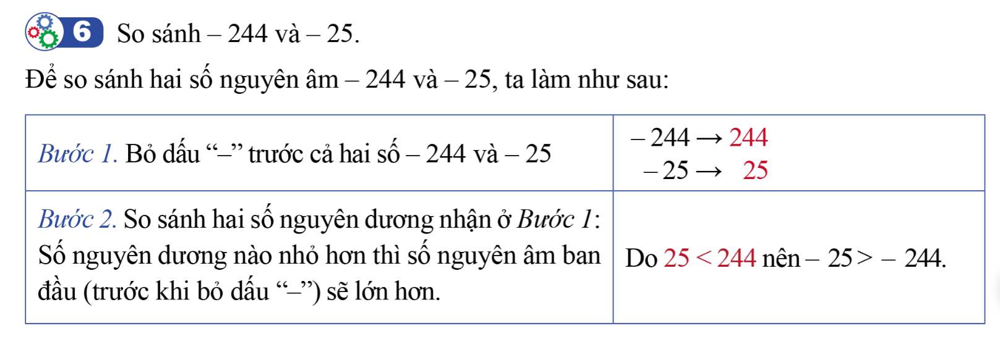 6 So sánh – 244 và – 25.
Để so sánh hai số nguyên âm – 244 và – 25, ta làm như sau:
Bước 1. Bỏ dấu “–” trước cả hai số – 244 và – 25
– 244 → 244
– 25 → 25
Bước 2. So sánh hai số nguyên dương nhận ở Bước 1:
Số nguyên dương nào nhỏ hơn thì số nguyên âm ban
đầu (trước khi bỏ dấu “–”) sẽ lớn hơn.
Do 25 < 244 nên – 25 > – 244.